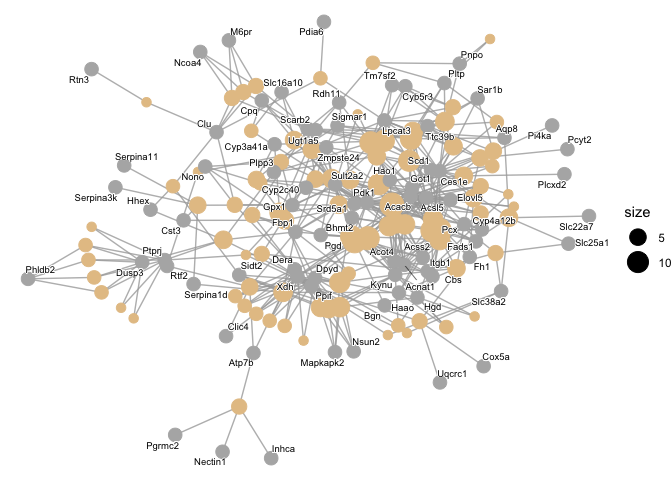 Pdia6
M6pr
Pnpo
Ncoa4
Rtn3
Tm7sf2
Pltp
Slc16a10
Rdh11
Cyb5r3
Sar1b
Cpq
Clu
Scarb2
Sigmar1
Lpcat3
Ugt1a5
Ttc39b
Aqp8
Pi4ka
Cyp3a41a
Pcyt2
Serpina11
Plpp3
Zmpste24
Scd1
Hao1
Nono
Sult2a2
Got1
Ces1e
Plcxd2
Serpina3k
Hhex
Cyp2c40
Pdk1
Elovl5
Gpx1
Srd5a1
Acacb
Acsl5
Cyp4a12b
Fbp1
Cst3
Bhmt2
Pcx
Slc22a7
Pgd
Acss2
Fads1
Slc25a1
Ptprj
Acot4
Dera
Dpyd
Itgb1
Fh1
Phldb2
Dusp3
Rtf2
Sidt2
Cbs
Xdh
Kynu
Acnat1
Serpina1d
Ppif
Slc38a2
Haao
Hgd
Bgn
Clic4
Nsun2
Atp7b
Mapkapk2
Cox5a
Uqcrc1
Pgrmc2
Inhca
Nectin1
size
5
10